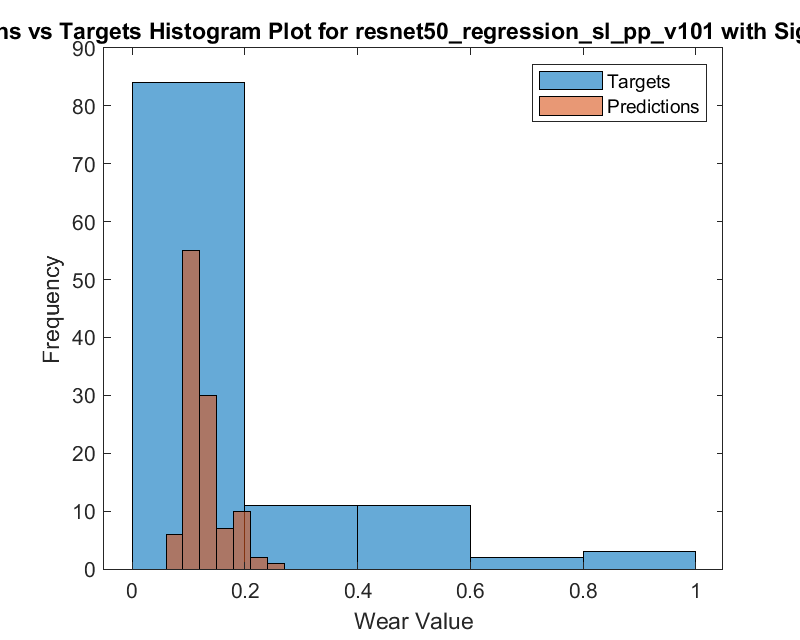 ns vs Targets Histogram Plot for resnet50_regression_sl_pp_v101 with Sig
90
80
70
60
50
40
30
20
10
0
Frequency
Targets
Predictions
0 0.2 0.4 0.6 0.8 1
Wear Value